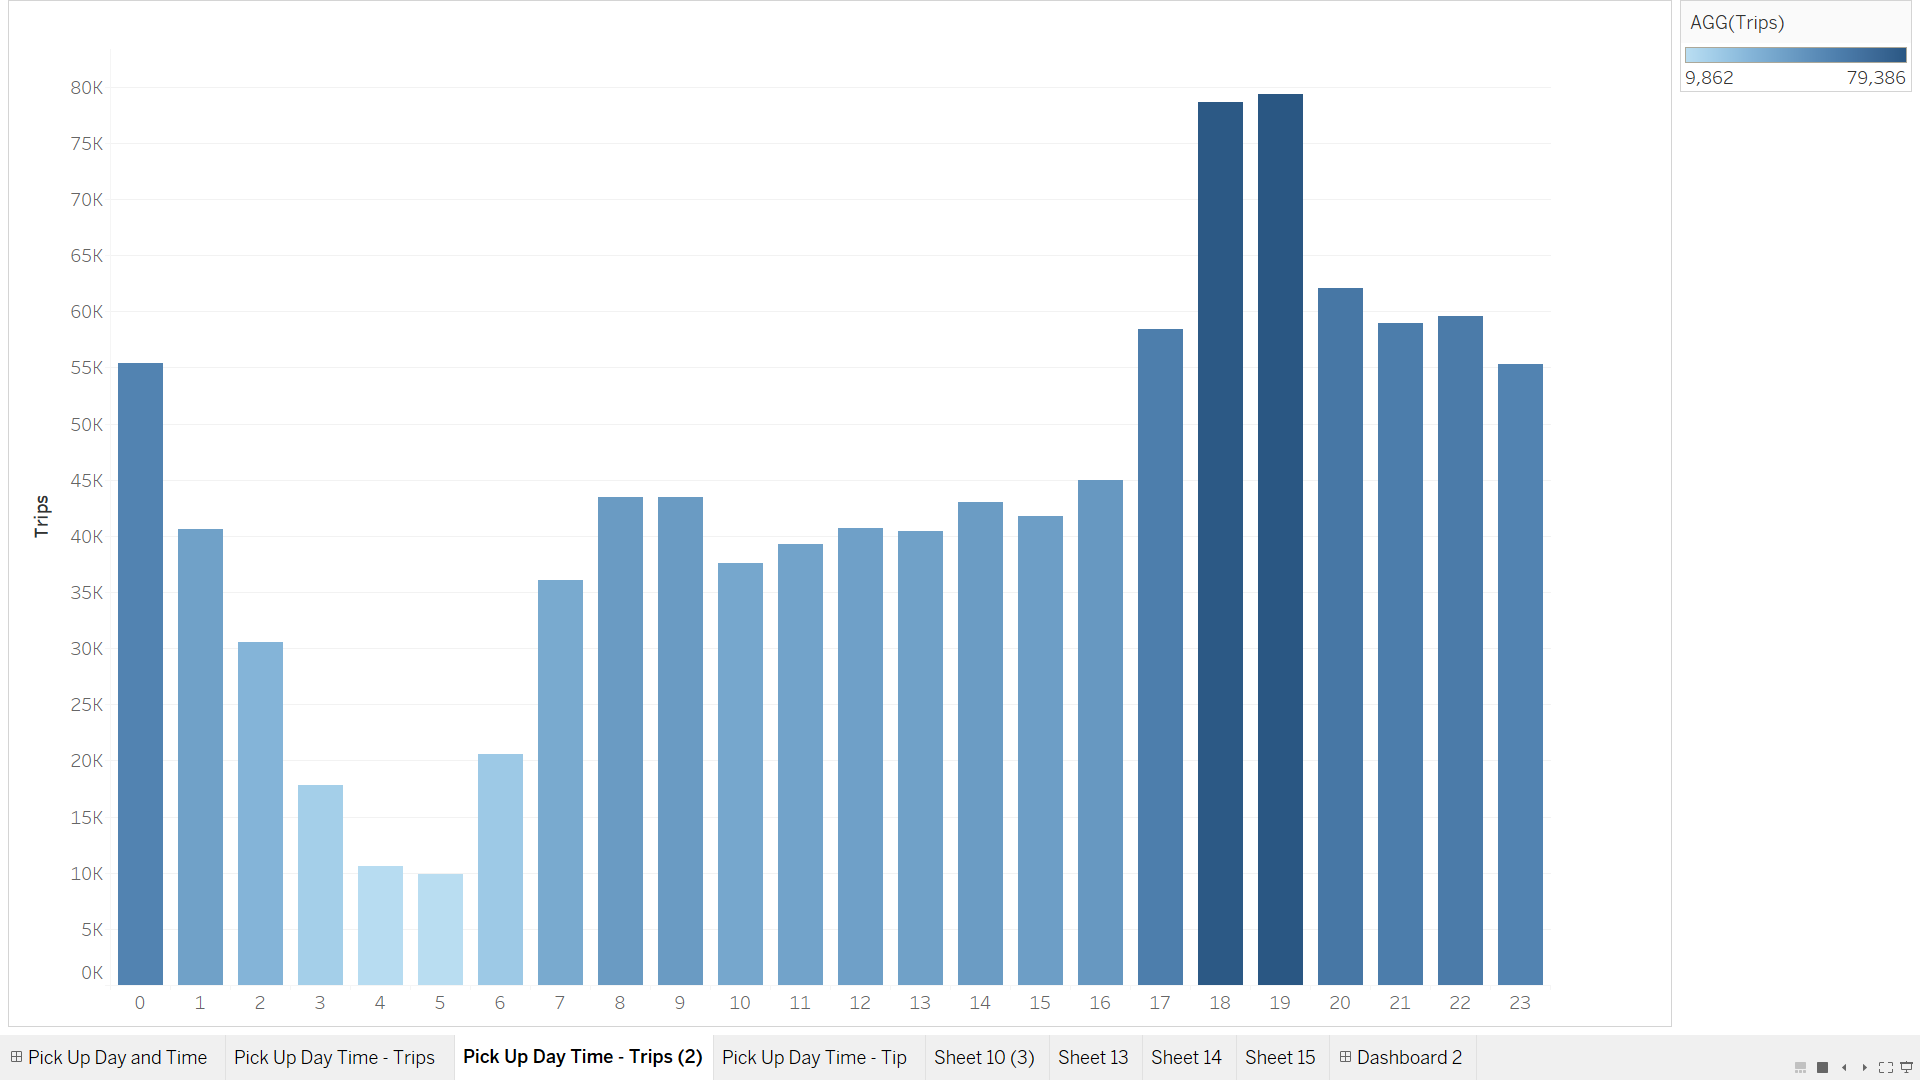 AGG(Trips)
9,862 79,386
80K
75K
70K
65K
60K
55K
50K
45K
40K
35K
30K
25K
20K
15K
10K
5K
0K
Trips
0 1 2 3 4 5 6 7 8 9 10 11 12 13 14 15 16 17 18 19 20 21 22 23
Pick Up Day and Time Pick Up Day Time - Trips Pick Up Day Time - Trips (2) Pick Up Day Time - Tip Sheet 10 (3) Sheet 13 Sheet 14 Sheet 15 Dashboard 2